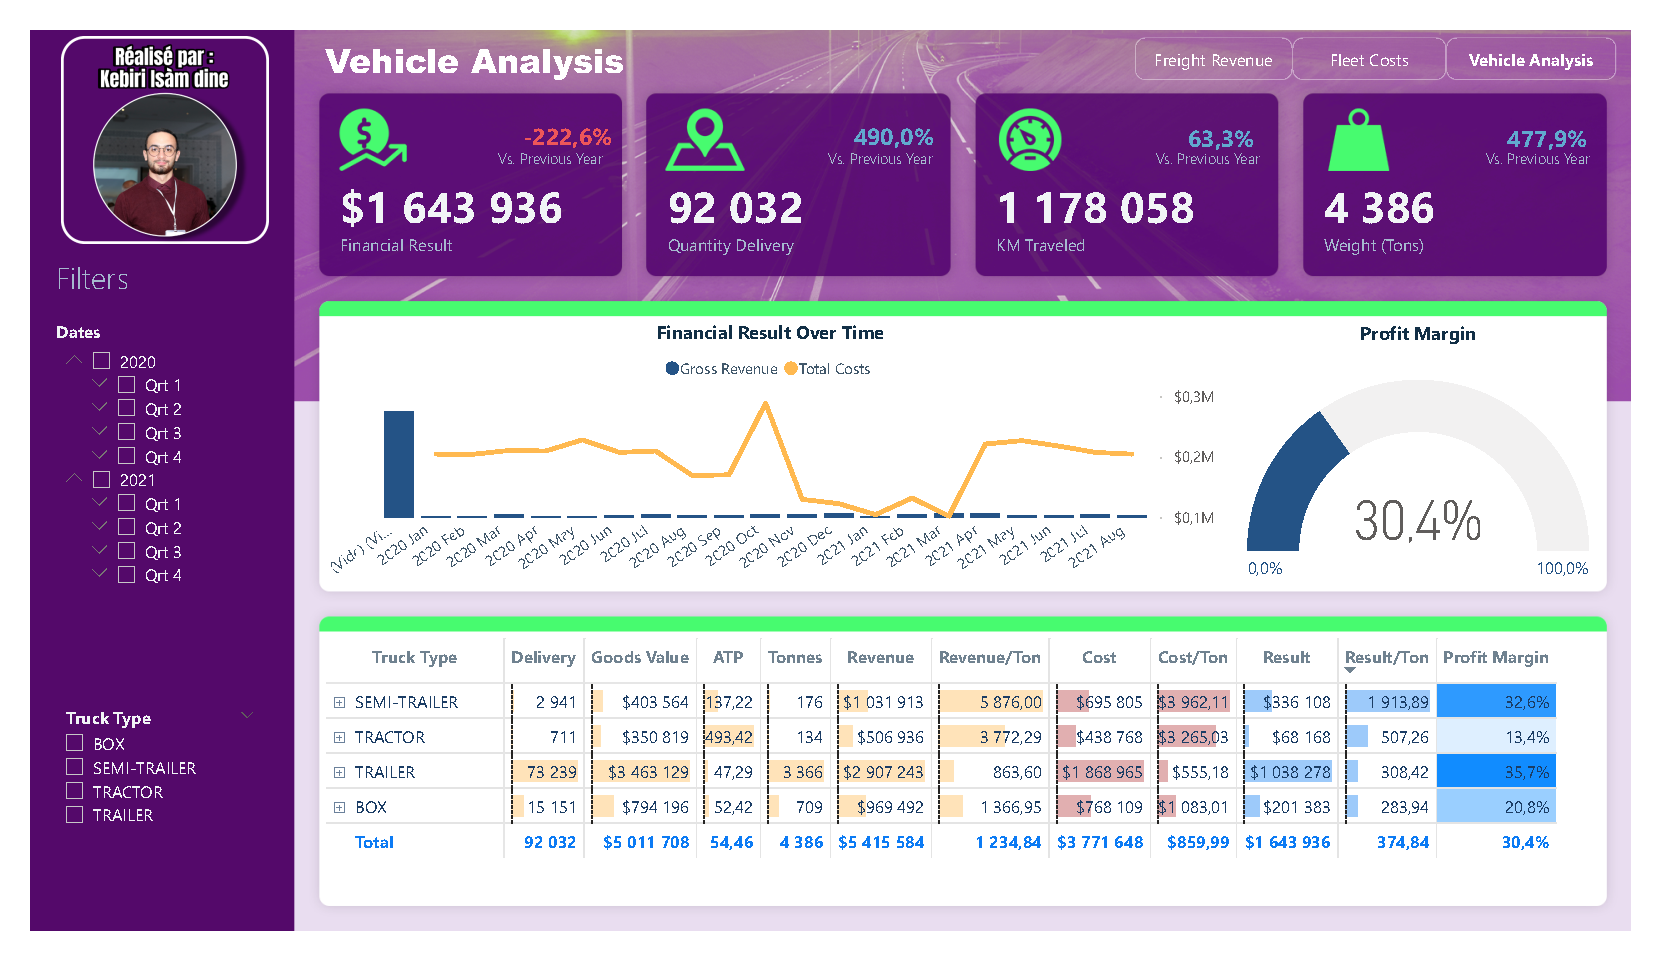 Réalisé par :
Kebiri Isàm dine
Vehicle Analysis
Freight Revenue
Fleet Costs
Vehicle Analysis
-222,6%
Vs. Previous Year
$1 643 936
Financial Result
490,0%
Vs. Previous Year
92 032
Quantity Delivery
63,3%
Vs. Previous Year
1 178 058
KM Traveled
477,9%
Vs. Previous Year
4 386
Weight (Tons)
Filters
Dates
2020
Qrt 1
Qrt 2
Qrt 3
Qrt 4
2021
Qrt 1
Qrt 2
Qrt 3
Qrt 4
Truck Type
BOX
SEMI-TRAILER
TRACTOR
TRAILER
Financial Result Over Time
Gross Revenue Total Costs
$0,3M
$0,2M
$0,1M
(Vide) (Vi...
2020 Jan
2020 Feb
2020 Mar
2020 Apr
2020 May
2020 Jun
2020 Jul
2020 Aug
2020 Sep
2020 Oct
2020 Nov
2020 Dec
2021 Jan
2021 Feb
2021 Mar
2021 Apr
2021 May
2021 Jun
2021 Jul
2021 Aug
Profit Margin
30,4%
0,0% 100,0%
Truck Type Delivery Goods Value ATP Tonnes Revenue Revenue/Ton Cost Cost/Ton Result Result/Ton Profit Margin
SEMI-TRAILER 2 941 $403 564 137,22 176 $1 031 913 5 876,00 $695 805 $3 962,11 $336 108 1 913,89 32,6%
TRACTOR 711 $350 819 493,42 134 $506 936 3 772,29 $438 768 $3 265,03 $68 168 507,26 13,4%
TRAILER 73 239 $3 463 129 47,29 3 366 $2 907 243 863,60 $1 868 965 $555,18 $1 038 278 308,42 35,7%
BOX 15 151 $794 196 52,42 709 $969 492 1 366,95 $768 109 $1 083,01 $201 383 283,94 20,8%
Total 92 032 $5 011 708 54,46 4 386 $5 415 584 1 234,84 $3 771 648 $859,99 $1 643 936 374,84 30,4%